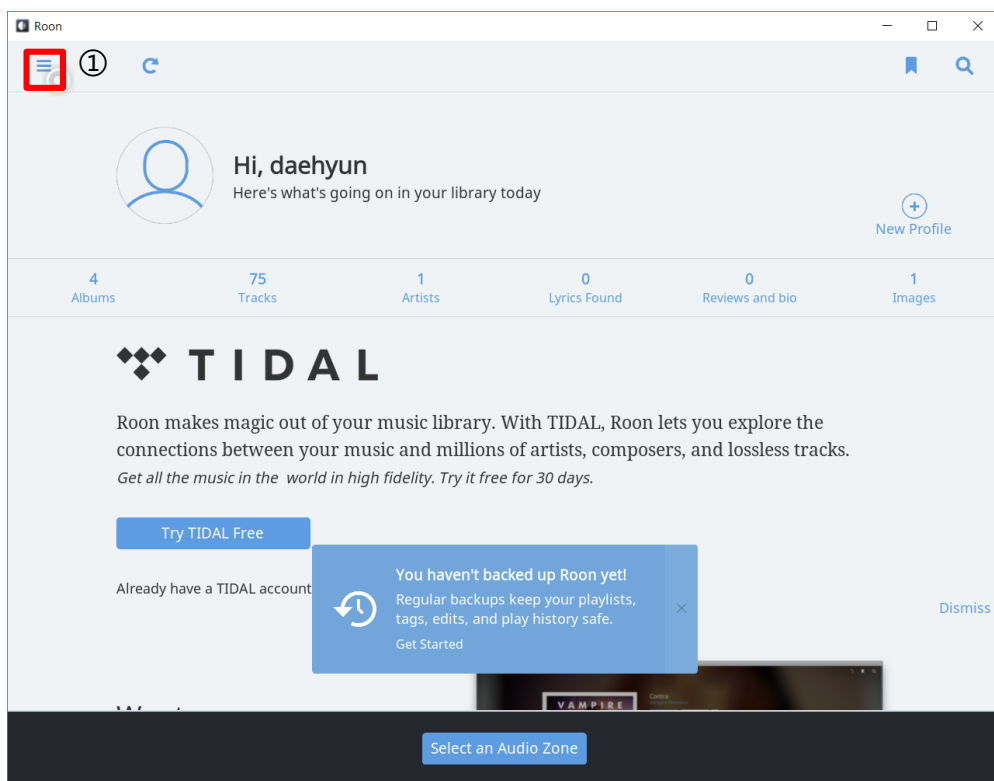 Roon
①
Hi, daehyun
Here's what's going on in your library today
New Profile
4
Albums
75
Tracks
1
Artists
0
Lyrics Found
0
Reviews and bio
1
Images
TIDAL
Roon makes magic out of your music library. With TIDAL, Roon lets you explore the
connections between your music and millions of artists, composers, and lossless tracks.
Get all the music in the world in high fidelity. Try it free for 30 days.
Try TIDAL Free
Already have a TIDAL account
You haven't backed up Roon yet!
Regular backups keep your playlists,
tags, edits, and play history safe.
Get Started
Dismiss
Contra
VAMPIRE
Select an Audio Zone